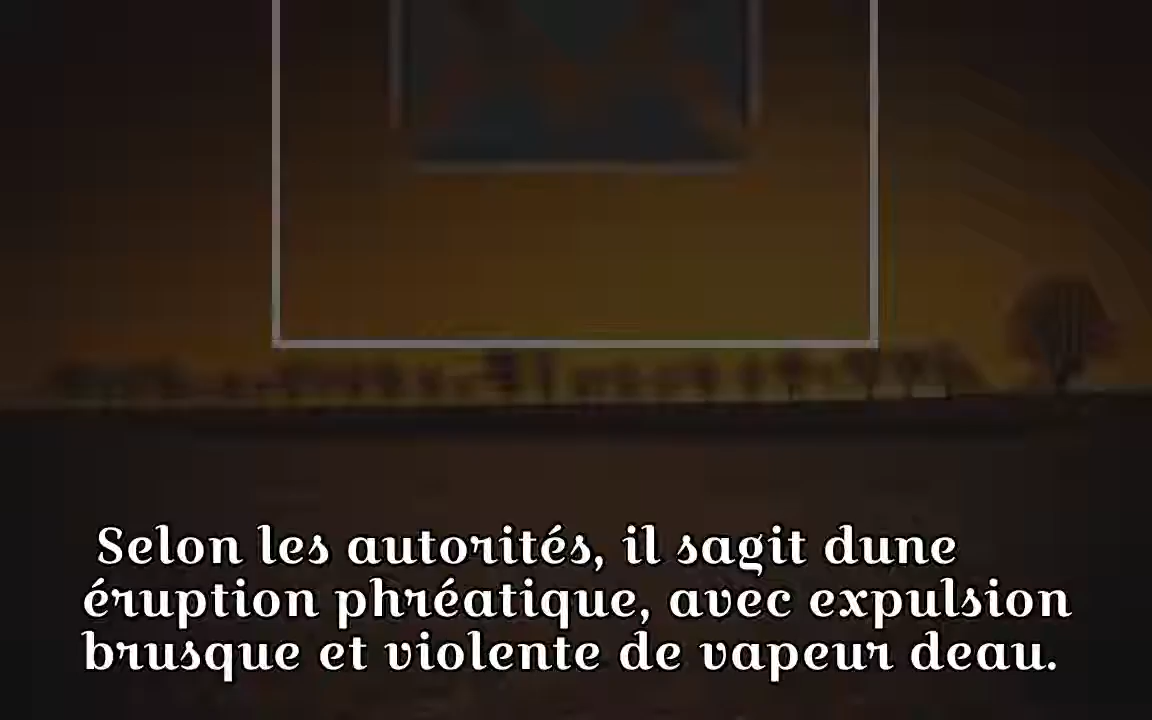 Selon les autorités, il sagit dune
éruption phréatique, avec expulsion
brusque et violente de vapeur deau.